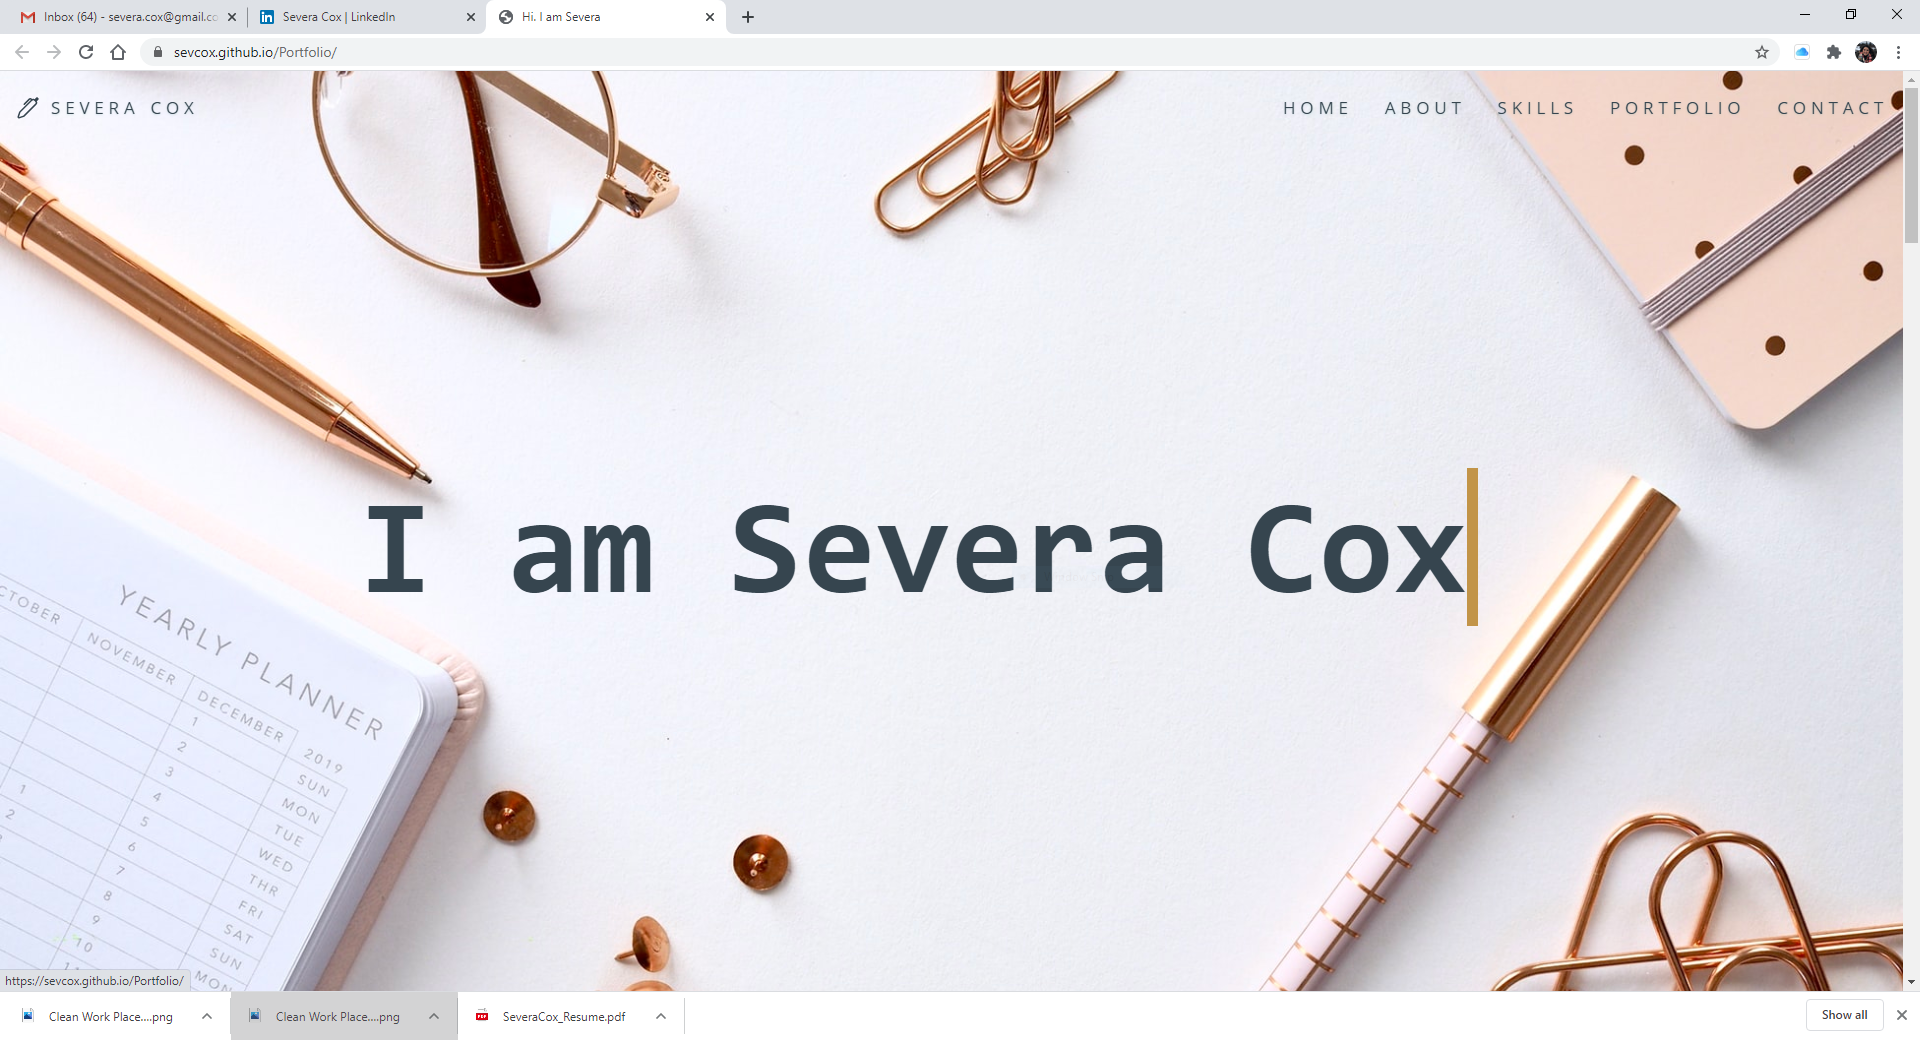 Inbox (64) - severa.cox@gmail.co
Severa Cox | LinkedIn
Hi. I am Severa
sevcox.github.io/Portfolio/
SEVERA COX
HOME ABOUT SKILLS PORTFOLIO CONTACT
I am Severa Cox
YEARLY PLANNER
OCTOBER NOVEMBER DECEMBER 2019
1 SUN
2 MON
3 TUE
1 4 WED
2 5 THR
6 FRI
7 SAT
8 SUN
9 MON
10
https://sevcox.github.io/Portfolio/
Clean Work Place....png
Clean Work Place....png
SeveraCox_Resume.pdf
Show all